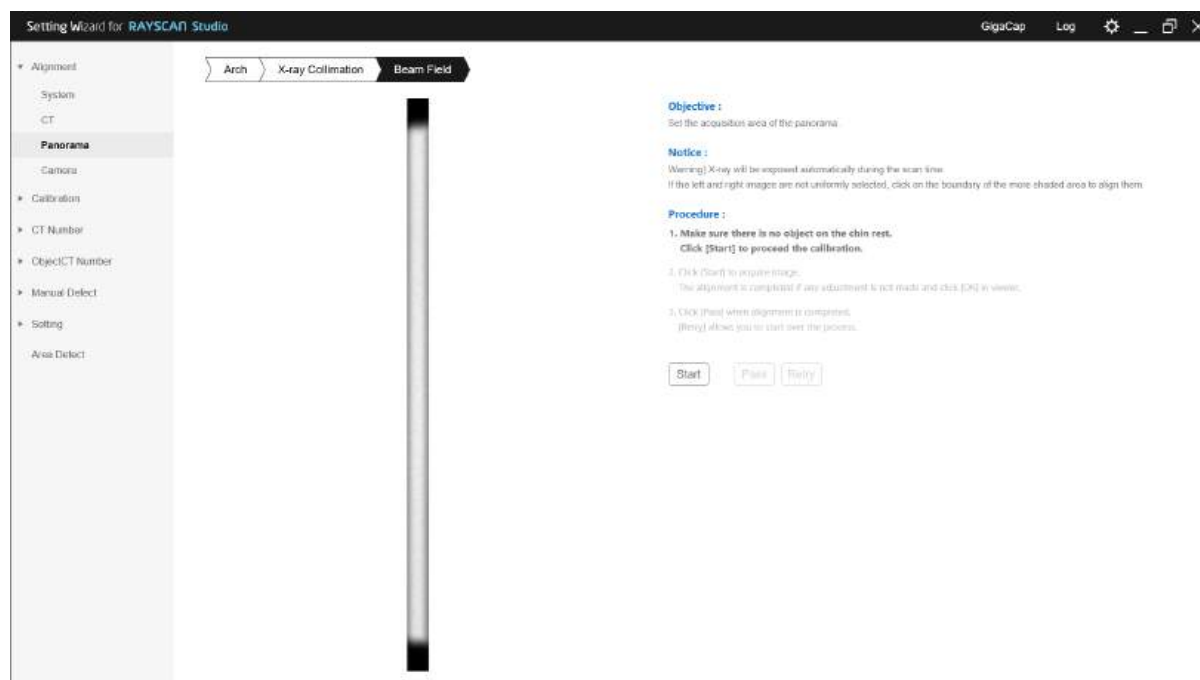 Setting Wizard for RAYSCAN Studio
GigaCap
Log
Alignment
System
CT
Panorama
Camera
Calibration
CT Number
ObjectCT Number
Manual Defect
Setting
Area Defect
Arch
X-ray Collimation
Beam Field
Objective :
Set the acquisition area of the panorama
Notice :
Warning) X-ray will be exposed automatically during the scan time
If the left and right images are not uniformly selected, click on the boundary of the more shaded area to align them
Procedure :
1. Make sure there is no object on the chin rest.
Click [Start] to proceed the calibration.
2. Click [Start] to acquire image.
The alignment is completed if any adjustment is not made and click [OK] in viewer.
3. Click [Pass] when alignment is completed.
[Retry] allows you to start over the process.
Start
Pass
Retry